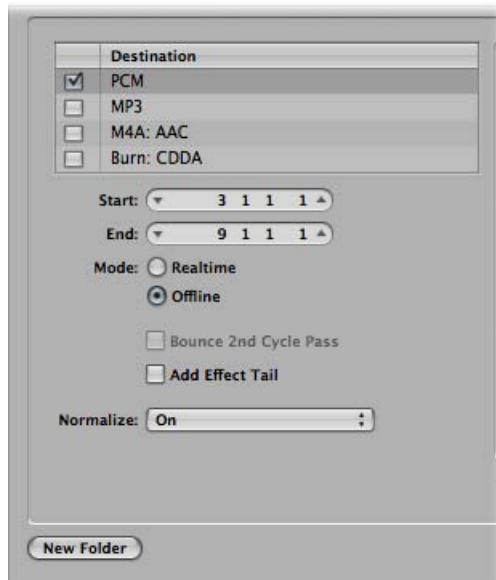 Destination
PCM
MP3
M4A: AAC
Burn: CDDA
Start: 3 1 1 1
End: 9 1 1 1
Mode: Realtime
Offline
Bounce 2nd Cycle Pass
Add Effect Tail
Normalize: On
New Folder